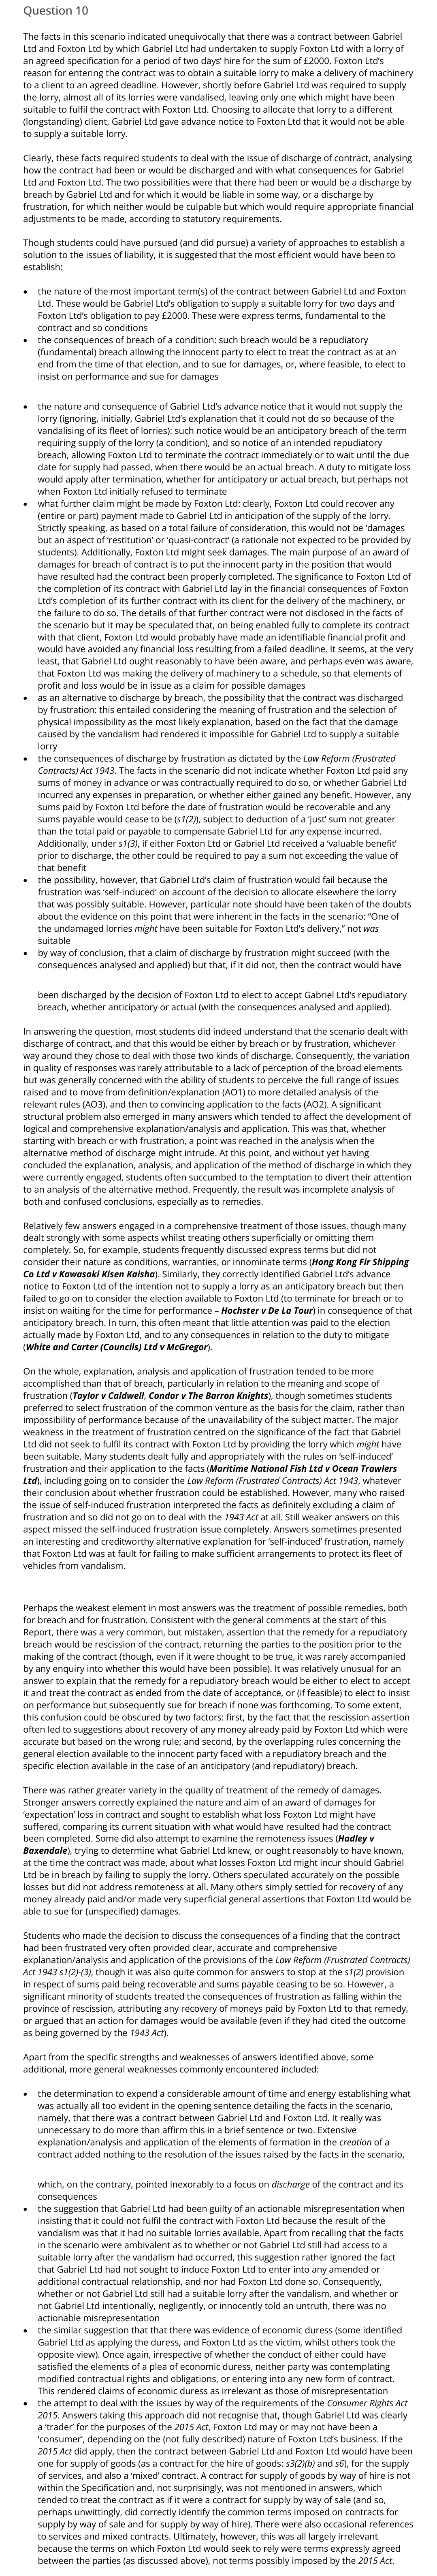 Question 10
The facts in this scenario indicated unequivocally that there was a contract between Gabriel
Ltd and Foxton Ltd by which Gabriel Ltd had undertaken to supply Foxton Ltd with a lorry of
an agreed specification for a period of two days’ hire for the sum of £2000. Foxton Ltd’s
reason for entering the contract was to obtain a suitable lorry to make a delivery of machinery
to a client to an agreed deadline. However, shortly before Gabriel Ltd was required to supply
the lorry, almost all of its lorries were vandalised, leaving only one which might have been
suitable to fulfil the contract with Foxton Ltd. Choosing to allocate that lorry to a different
(longstanding) client, Gabriel Ltd gave advance notice to Foxton Ltd that it would not be able
to supply a suitable lorry.
Clearly, these facts required students to deal with the issue of discharge of contract, analysing
how the contract had been or would be discharged and with what consequences for Gabriel
Ltd and Foxton Ltd. The two possibilities were that there had been or would be a discharge by
breach by Gabriel Ltd and for which it would be liable in some way, or a discharge by
frustration, for which neither would be culpable but which would require appropriate financial
adjustments to be made, according to statutory requirements.
Though students could have pursued (and did pursue) a variety of approaches to establish a
solution to the issues of liability, it is suggested that the most efficient would have been to
establish:
• the nature of the most important term(s) of the contract between Gabriel Ltd and Foxton
Ltd. These would be Gabriel Ltd’s obligation to supply a suitable lorry for two days and
Foxton Ltd’s obligation to pay £2000. These were express terms, fundamental to the
contract and so conditions
• the consequences of breach of a condition: such breach would be a repudiatory
(fundamental) breach allowing the innocent party to elect to treat the contract as at an
end from the time of that election, and to sue for damages, or, where feasible, to elect to
insist on performance and sue for damages
• the nature and consequence of Gabriel Ltd’s advance notice that it would not supply the
lorry (ignoring, initially, Gabriel Ltd’s explanation that it could not do so because of the
vandalising of its fleet of lorries): such notice would be an anticipatory breach of the term
requiring supply of the lorry (a condition), and so notice of an intended repudiatory
breach, allowing Foxton Ltd to terminate the contract immediately or to wait until the due
date for supply had passed, when there would be an actual breach. A duty to mitigate loss
would apply after termination, whether for anticipatory or actual breach, but perhaps not
when Foxton Ltd initially refused to terminate
• what further claim might be made by Foxton Ltd: clearly, Foxton Ltd could recover any
(entire or part) payment made to Gabriel Ltd in anticipation of the supply of the lorry.
Strictly speaking, as based on a total failure of consideration, this would not be ‘damages
but an aspect of ‘restitution’ or ‘quasi-contract’ (a rationale not expected to be provided by
students). Additionally, Foxton Ltd might seek damages. The main purpose of an award of
damages for breach of contract is to put the innocent party in the position that would
have resulted had the contract been properly completed. The significance to Foxton Ltd of
the completion of its contract with Gabriel Ltd lay in the financial consequences of Foxton
Ltd’s completion of its further contract with its client for the delivery of the machinery, or
the failure to do so. The details of that further contract were not disclosed in the facts of
the scenario but it may be speculated that, on being enabled fully to complete its contract
with that client, Foxton Ltd would probably have made an identifiable financial profit and
would have avoided any financial loss resulting from a failed deadline. It seems, at the very
least, that Gabriel Ltd ought reasonably to have been aware, and perhaps even was aware,
that Foxton Ltd was making the delivery of machinery to a schedule, so that elements of
profit and loss would be in issue as a claim for possible damages
• as an alternative to discharge by breach, the possibility that the contract was discharged
by frustration: this entailed considering the meaning of frustration and the selection of
physical impossibility as the most likely explanation, based on the fact that the damage
caused by the vandalism had rendered it impossible for Gabriel Ltd to supply a suitable
lorry
• the consequences of discharge by frustration as dictated by the Law Reform (Frustrated
Contracts) Act 1943. The facts in the scenario did not indicate whether Foxton Ltd paid any
sums of money in advance or was contractually required to do so, or whether Gabriel Ltd
incurred any expenses in preparation, or whether either gained any benefit. However, any
sums paid by Foxton Ltd before the date of frustration would be recoverable and any
sums payable would cease to be (s1(2)), subject to deduction of a ‘just’ sum not greater
than the total paid or payable to compensate Gabriel Ltd for any expense incurred.
Additionally, under s1(3), if either Foxton Ltd or Gabriel Ltd received a ‘valuable benefit’
prior to discharge, the other could be required to pay a sum not exceeding the value of
that benefit
• the possibility, however, that Gabriel Ltd’s claim of frustration would fail because the
frustration was ‘self-induced’ on account of the decision to allocate elsewhere the lorry
that was possibly suitable. However, particular note should have been taken of the doubts
about the evidence on this point that were inherent in the facts in the scenario: “One of
the undamaged lorries might have been suitable for Foxton Ltd’s delivery,” not was
suitable
• by way of conclusion, that a claim of discharge by frustration might succeed (with the
consequences analysed and applied) but that, if it did not, then the contract would have
been discharged by the decision of Foxton Ltd to elect to accept Gabriel Ltd’s repudiatory
breach, whether anticipatory or actual (with the consequences analysed and applied).
In answering the question, most students did indeed understand that the scenario dealt with
discharge of contract, and that this would be either by breach or by frustration, whichever
way around they chose to deal with those two kinds of discharge. Consequently, the variation
in quality of responses was rarely attributable to a lack of perception of the broad elements
but was generally concerned with the ability of students to perceive the full range of issues
raised and to move from definition/explanation (AO1) to more detailed analysis of the
relevant rules (AO3), and then to convincing application to the facts (AO2). A significant
structural problem also emerged in many answers which tended to affect the development of
logical and comprehensive explanation/analysis and application. This was that, whether
starting with breach or with frustration, a point was reached in the analysis when the
alternative method of discharge might intrude. At this point, and without yet having
concluded the explanation, analysis, and application of the method of discharge in which they
were currently engaged, students often succumbed to the temptation to divert their attention
to an analysis of the alternative method. Frequently, the result was incomplete analysis of
both and confused conclusions, especially as to remedies.
Relatively few answers engaged in a comprehensive treatment of those issues, though many
dealt strongly with some aspects whilst treating others superficially or omitting them
completely. So, for example, students frequently discussed express terms but did not
consider their nature as conditions, warranties, or innominate terms (Hong Kong Fir Shipping
Co Ltd v Kawasaki Kisen Kaisha). Similarly, they correctly identified Gabriel Ltd’s advance
notice to Foxton Ltd of the intention not to supply a lorry as an anticipatory breach but then
failed to go on to consider the election available to Foxton Ltd (to terminate for breach or to
insist on waiting for the time for performance – Hochster v De La Tour) in consequence of that
anticipatory breach. In turn, this often meant that little attention was paid to the election
actually made by Foxton Ltd, and to any consequences in relation to the duty to mitigate
(White and Carter (Councils) Ltd v McGregor).
On the whole, explanation, analysis and application of frustration tended to be more
accomplished than that of breach, particularly in relation to the meaning and scope of
frustration (Taylor v Caldwell, Condor v The Barron Knights), though sometimes students
preferred to select frustration of the common venture as the basis for the claim, rather than
impossibility of performance because of the unavailability of the subject matter. The major
weakness in the treatment of frustration centred on the significance of the fact that Gabriel
Ltd did not seek to fulfil its contract with Foxton Ltd by providing the lorry which might have
been suitable. Many students dealt fully and appropriately with the rules on ‘self-induced’
frustration and their application to the facts (Maritime National Fish Ltd v Ocean Trawlers
Ltd), including going on to consider the Law Reform (Frustrated Contracts) Act 1943, whatever
their conclusion about whether frustration could be established. However, many who raised
the issue of self-induced frustration interpreted the facts as definitely excluding a claim of
frustration and so did not go on to deal with the 1943 Act at all. Still weaker answers on this
aspect missed the self-induced frustration issue completely. Answers sometimes presented
an interesting and creditworthy alternative explanation for ‘self-induced’ frustration, namely
that Foxton Ltd was at fault for failing to make sufficient arrangements to protect its fleet of
vehicles from vandalism.
Perhaps the weakest element in most answers was the treatment of possible remedies, both
for breach and for frustration. Consistent with the general comments at the start of this
Report, there was a very common, but mistaken, assertion that the remedy for a repudiatory
breach would be rescission of the contract, returning the parties to the position prior to the
making of the contract (though, even if it were thought to be true, it was rarely accompanied
by any enquiry into whether this would have been possible). It was relatively unusual for an
answer to explain that the remedy for a repudiatory breach would be either to elect to accept
it and treat the contract as ended from the date of acceptance, or (if feasible) to elect to insist
on performance but subsequently sue for breach if none was forthcoming. To some extent,
this confusion could be obscured by two factors: first, by the fact that the rescission assertion
often led to suggestions about recovery of any money already paid by Foxton Ltd which were
accurate but based on the wrong rule; and second, by the overlapping rules concerning the
general election available to the innocent party faced with a repudiatory breach and the
specific election available in the case of an anticipatory (and repudiatory) breach.
There was rather greater variety in the quality of treatment of the remedy of damages.
Stronger answers correctly explained the nature and aim of an award of damages for
‘expectation’ loss in contract and sought to establish what loss Foxton Ltd might have
suffered, comparing its current situation with what would have resulted had the contract
been completed. Some did also attempt to examine the remoteness issues (Hadley v
Baxendale), trying to determine what Gabriel Ltd knew, or ought reasonably to have known,
at the time the contract was made, about what losses Foxton Ltd might incur should Gabriel
Ltd be in breach by failing to supply the lorry. Others speculated accurately on the possible
losses but did not address remoteness at all. Many others simply settled for recovery of any
money already paid and/or made very superficial general assertions that Foxton Ltd would be
able to sue for (unspecified) damages.
Students who made the decision to discuss the consequences of a finding that the contract
had been frustrated very often provided clear, accurate and comprehensive
explanation/analysis and application of the provisions of the Law Reform (Frustrated Contracts)
Act 1943 s1(2)-(3), though it was also quite common for answers to stop at the s1(2) provision
in respect of sums paid being recoverable and sums payable ceasing to be so. However, a
significant minority of students treated the consequences of frustration as falling within the
province of rescission, attributing any recovery of moneys paid by Foxton Ltd to that remedy,
or argued that an action for damages would be available (even if they had cited the outcome
as being governed by the 1943 Act).
Apart from the specific strengths and weaknesses of answers identified above, some
additional, more general weaknesses commonly encountered included:
• the determination to expend a considerable amount of time and energy establishing what
was actually all too evident in the opening sentence detailing the facts in the scenario,
namely, that there was a contract between Gabriel Ltd and Foxton Ltd. It really was
unnecessary to do more than affirm this in a brief sentence or two. Extensive
explanation/analysis and application of the elements of formation in the creation of a
contract added nothing to the resolution of the issues raised by the facts in the scenario,
which, on the contrary, pointed inexorably to a focus on discharge of the contract and its
consequences
• the suggestion that Gabriel Ltd had been guilty of an actionable misrepresentation when
insisting that it could not fulfil the contract with Foxton Ltd because the result of the
vandalism was that it had no suitable lorries available. Apart from recalling that the facts
in the scenario were ambivalent as to whether or not Gabriel Ltd still had access to a
suitable lorry after the vandalism had occurred, this suggestion rather ignored the fact
that Gabriel Ltd had not sought to induce Foxton Ltd to enter into any amended or
additional contractual relationship, and nor had Foxton Ltd done so. Consequently,
whether or not Gabriel Ltd still had a suitable lorry after the vandalism, and whether or
not Gabriel Ltd intentionally, negligently, or innocently told an untruth, there was no
actionable misrepresentation
• the similar suggestion that that there was evidence of economic duress (some identified
Gabriel Ltd as applying the duress, and Foxton Ltd as the victim, whilst others took the
opposite view). Once again, irrespective of whether the conduct of either could have
satisfied the elements of a plea of economic duress, neither party was contemplating
modified contractual rights and obligations, or entering into any new form of contract.
This rendered claims of economic duress as irrelevant as those of misrepresentation
• the attempt to deal with the issues by way of the requirements of the Consumer Rights Act
2015. Answers taking this approach did not recognise that, though Gabriel Ltd was clearly
a ‘trader’ for the purposes of the 2015 Act, Foxton Ltd may or may not have been a
‘consumer’, depending on the (not fully described) nature of Foxton Ltd’s business. If the
2015 Act did apply, then the contract between Gabriel Ltd and Foxton Ltd would have been
one for supply of goods (as a contract for the hire of goods: s3(2)(b) and s6), for the supply
of services, and also a ‘mixed’ contract. A contract for supply of goods by way of hire is not
within the Specification and, not surprisingly, was not mentioned in answers, which
tended to treat the contract as if it were a contract for supply by way of sale (and so,
perhaps unwittingly, did correctly identify the common terms imposed on contracts for
supply by way of sale and for supply by way of hire). There were also occasional references
to services and mixed contracts. Ultimately, however, this was all largely irrelevant
because the terms on which Foxton Ltd would seek to rely were terms expressly agreed
between the parties (as discussed above), not terms possibly imposed by the 2015 Act.